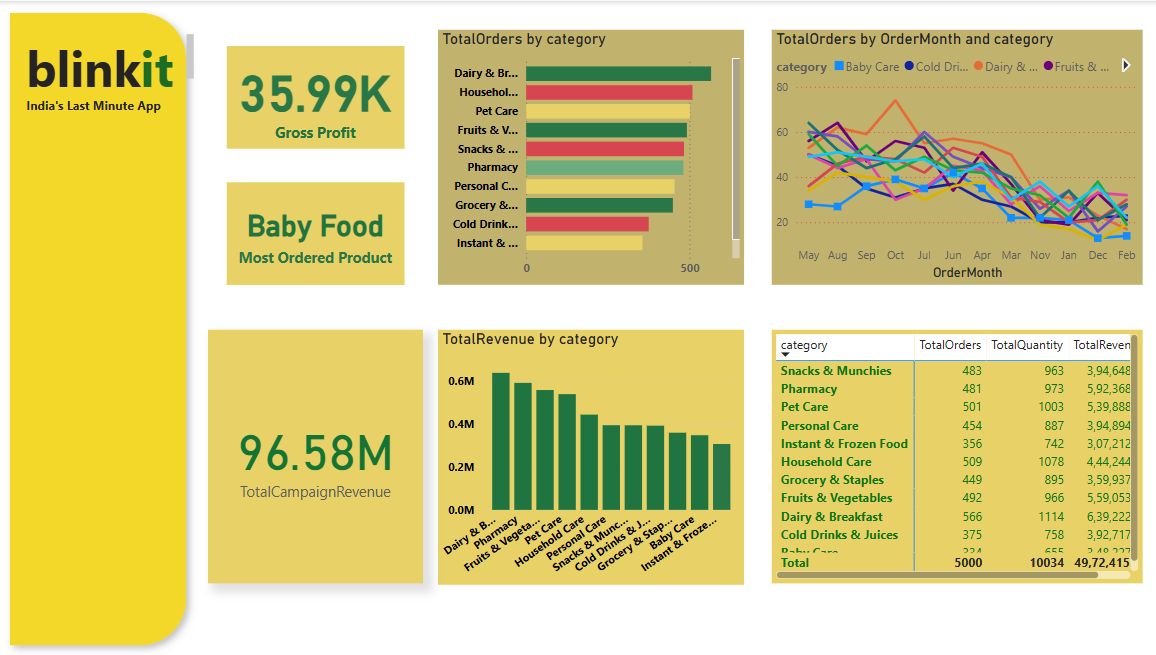 blinkit
India's Last Minute App
35.99K
Gross Profit
Baby Food
Most Ordered Product
TotalOrders by category
Dairy & Br...
Househol...
Pet Care
Fruits & V...
Snacks & ...
Pharmacy
Personal C...
Grocery &...
Cold Drink...
Instant & ...
0 500
TotalOrders by OrderMonth and category
category Baby Care Cold Dri... Dairy & ... Fruits & ...
80
60
40
20
May Aug Sep Oct Jul Jun Apr Mar Nov Jan Dec Feb
OrderMonth
96.58M
TotalCampaignRevenue
TotalRevenue by category
0.6M
0.4M
0.2M
0.0M
Dairy & B...
Pharmacy
Fruits & Vegeta...
Pet Care
Household Care
Personal Care
Snacks & Munc...
Cold Drinks & J...
Grocery & Stap...
Baby Care
Instant & Froze...
category TotalOrders TotalQuantity TotalReven
Snacks & Munchies 483 963 3,94,648
Pharmacy 481 973 5,92,368
Pet Care 501 1003 5,39,888
Personal Care 454 887 3,94,894
Instant & Frozen Food 356 742 3,07,212
Household Care 509 1078 4,44,244
Grocery & Staples 449 895 3,59,937
Fruits & Vegetables 492 966 5,59,053
Dairy & Breakfast 566 1114 6,39,222
Cold Drinks & Juices 375 758 3,92,717
Baby Care 334 655 3,48,227
Total 5000 10034 49,72,415